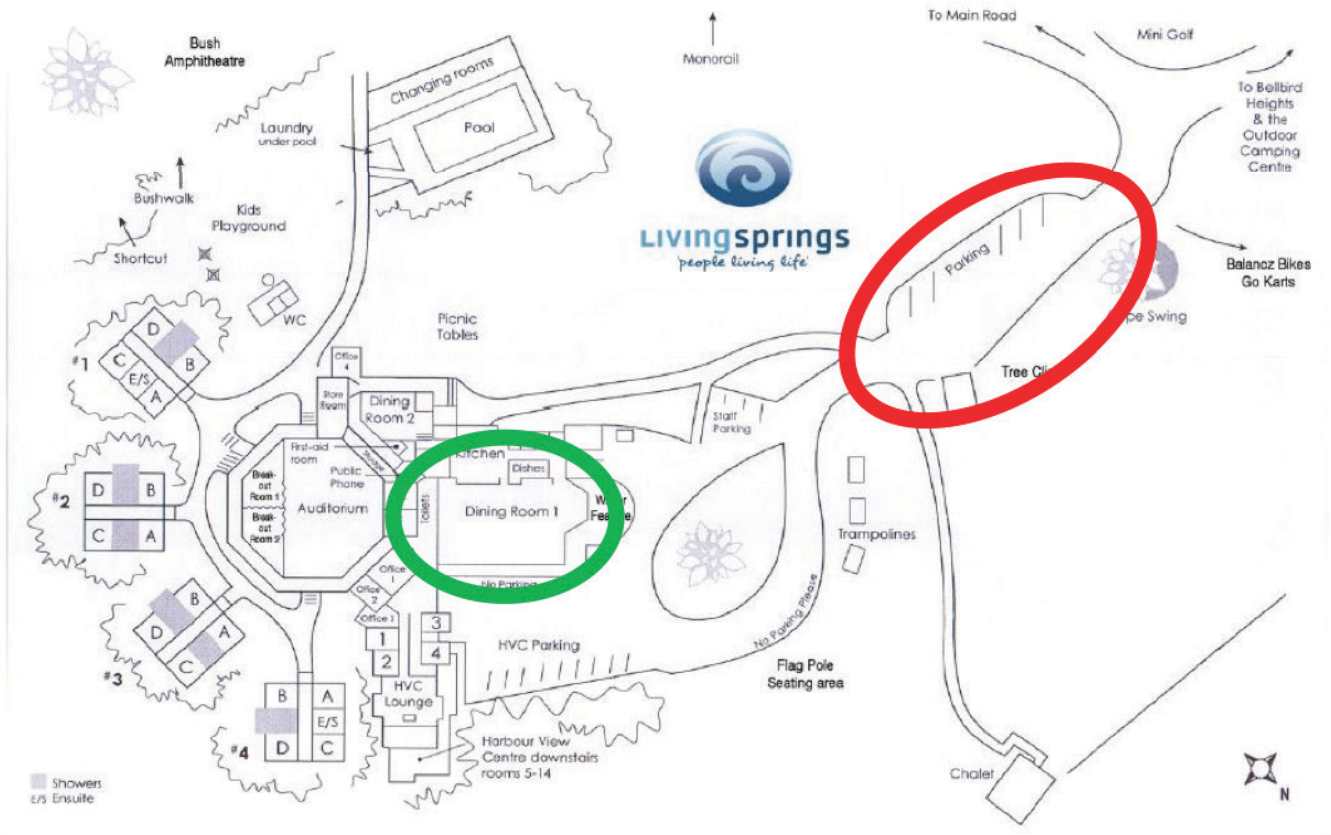 Bush
Amphitheatre
Changing rooms
Pool
Laundry
under pool
Monorail
To Main Road
Mini Golf
To Bellbird
Heights
& the
Outdoor
Camping
Centre
Bushwalk
Shortcut
Kids
Playground
WC
Livingsprings
'people living life'
Parking
Balancz Bikes
Go Karts
Swing
Tree
Picnic
Tables
#1
D
C
B
E/S
A
Office
4
Store
Room
Dining
Room 2
Staff
Parking
First-aid
room
Storage
Public
Phone
Kitchen
Dishes
Toilets
Dining Room 1
#2
D
B
C
A
Break-
out
Room 1
Break-
out
Room 2
Auditorium
Trampolines
Office
1
Office
2
Office 3
No Parking
No Parking Please
#3
B
D
A
C
1
2
3
4
HVC
Lounge
HVC Parking
Flag Pole
Seating area
#4
B
A
E/S
D
C
Harbour View
Centre downstairs
rooms 5-14
Chalet
N
Showers
E/S Ensuite